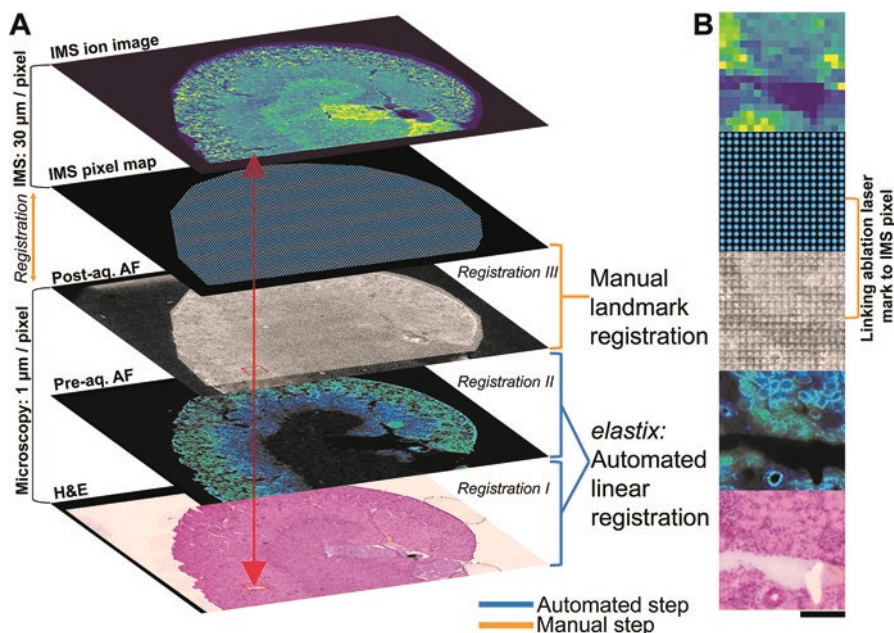 A
IMS ion image
IMS: 30 µm / pixel
IMS pixel map
Registration
Post-aq. AF
Registration III
Manual
landmark
registration
Pre-aq. AF
Registration II
Microscopy: 1 µm / pixel
elastix:
Automated
linear
registration
H&E
Registration I
Automated step
Manual step
B
Linking ablation laser
mark to IMS pixel